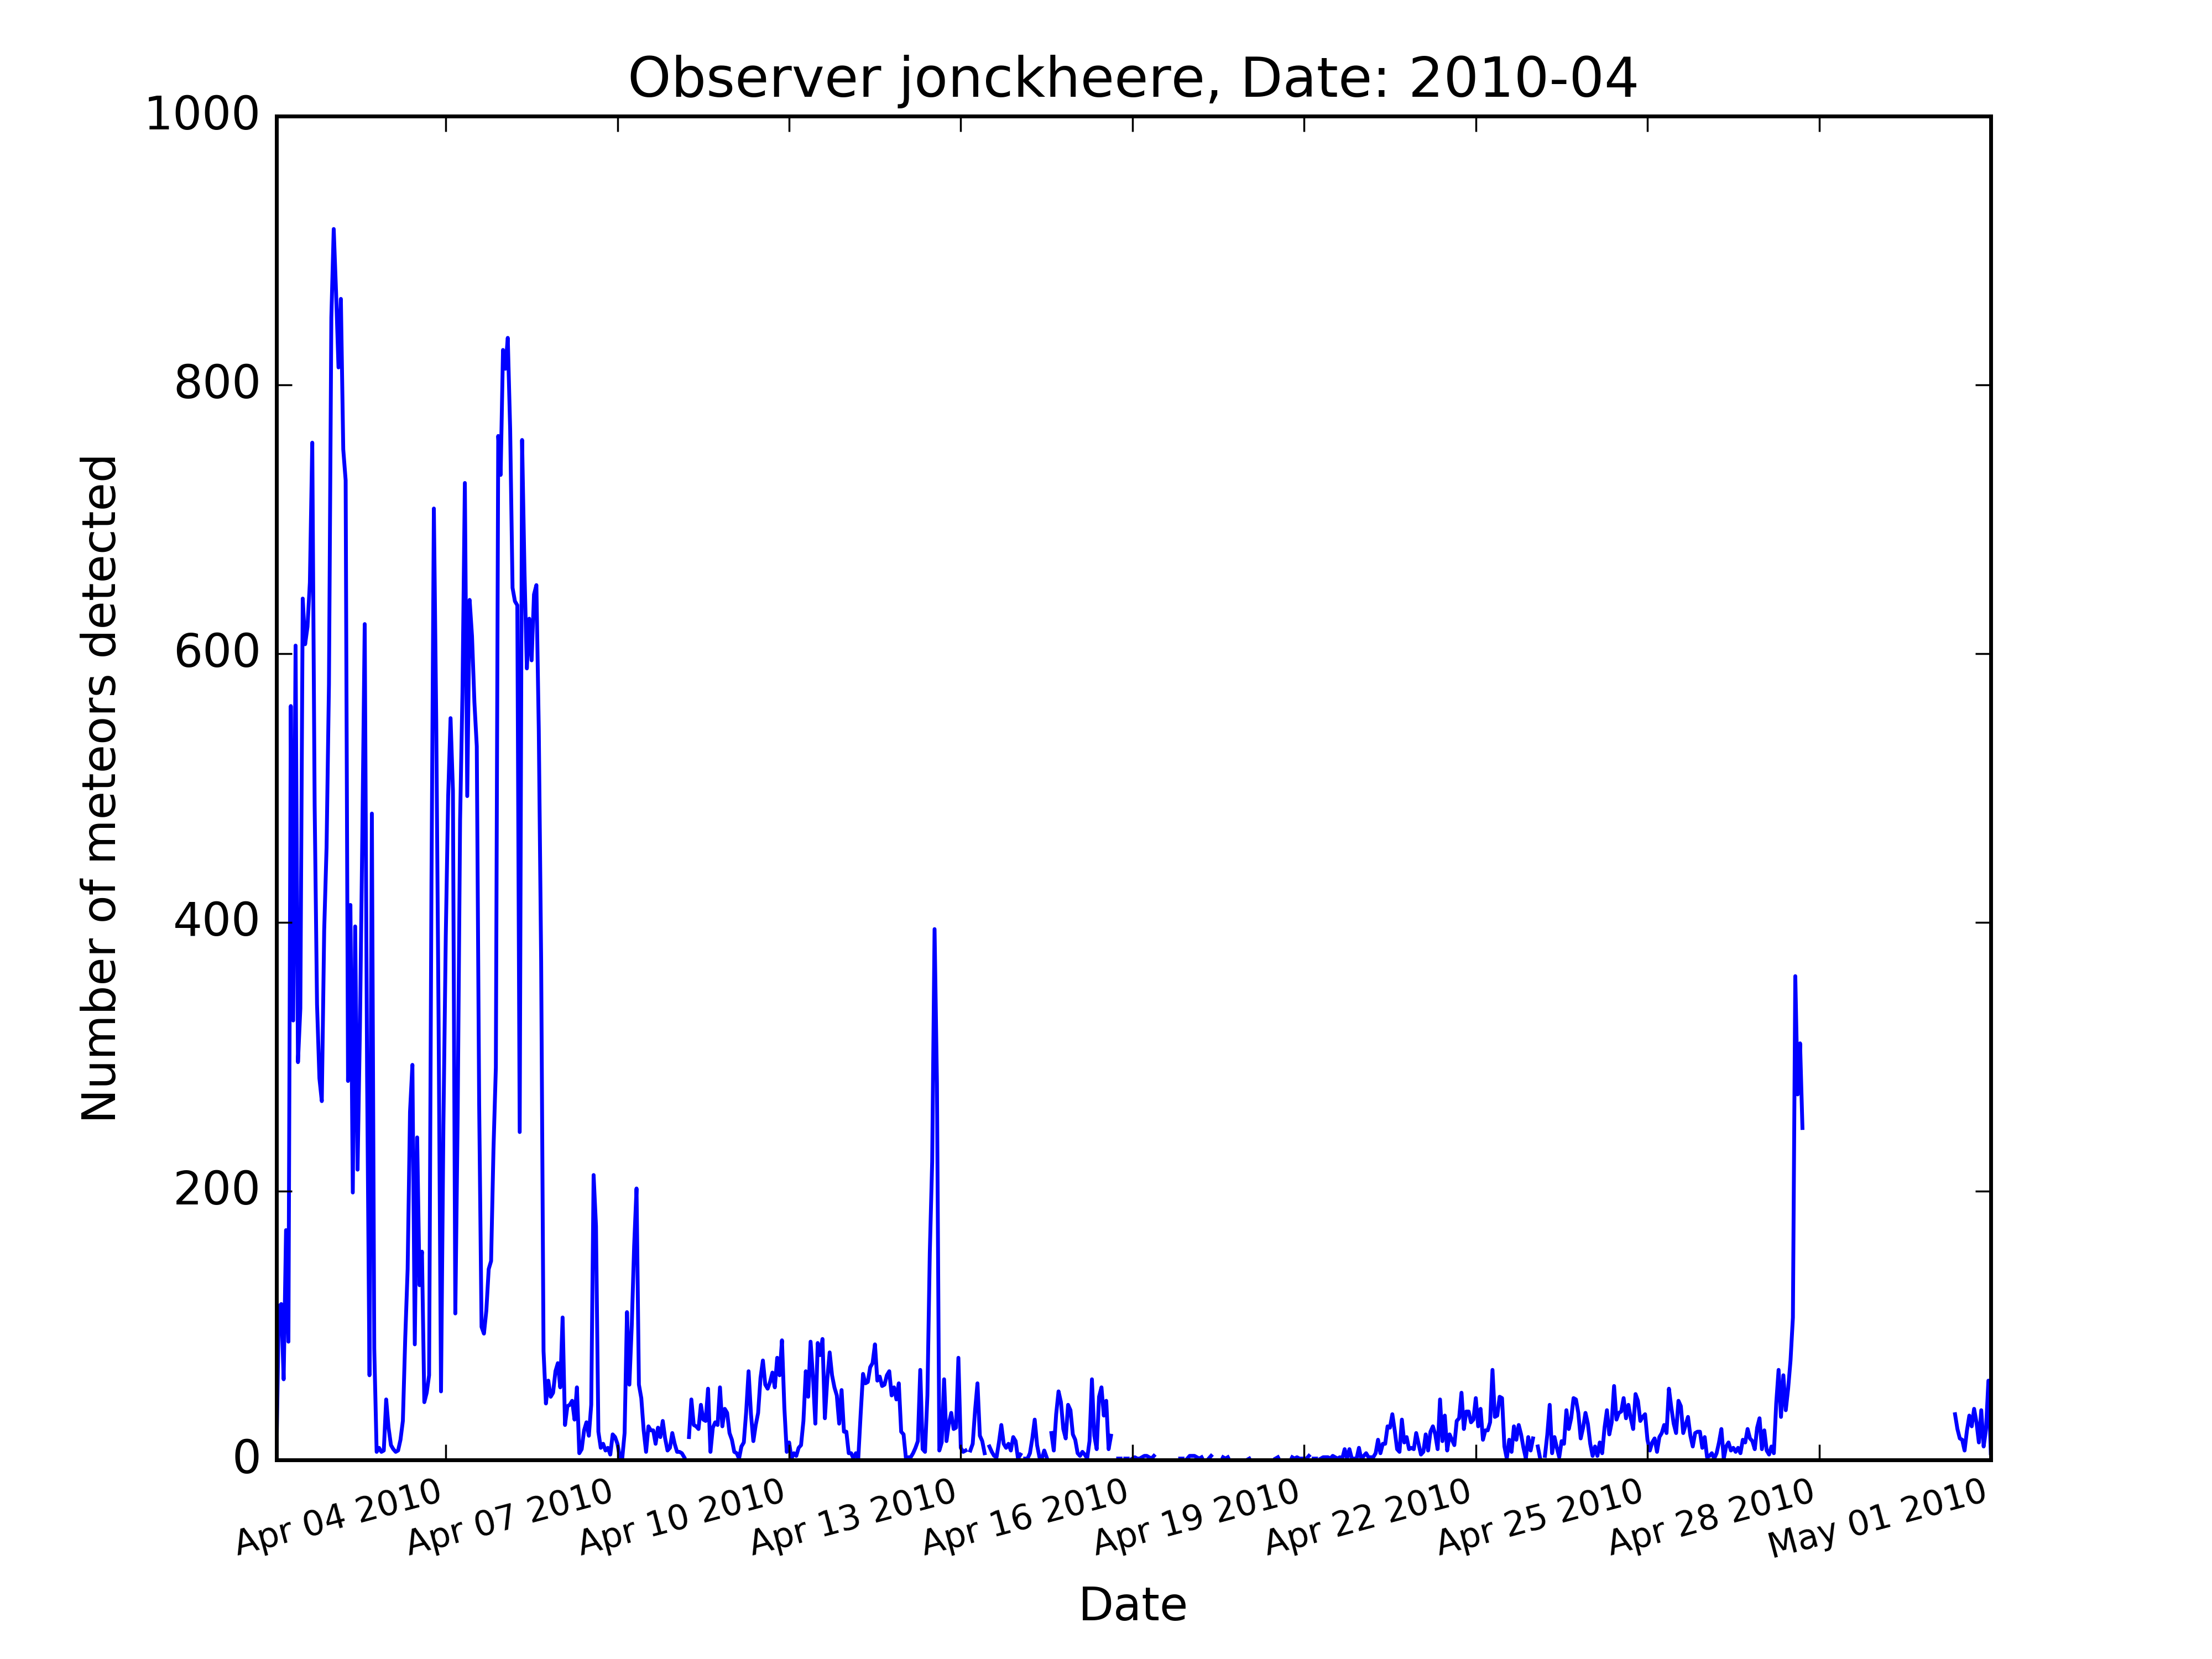 Observer jonckheere, Date: 2010-04
1000
800
600
400
200
0
Number of meteors detected
Apr 04 2010
Apr 07 2010
Apr 10 2010
Apr 13 2010
Apr 16 2010
Apr 19 2010
Apr 22 2010
Apr 25 2010
Apr 28 2010
May 01 2010
Date